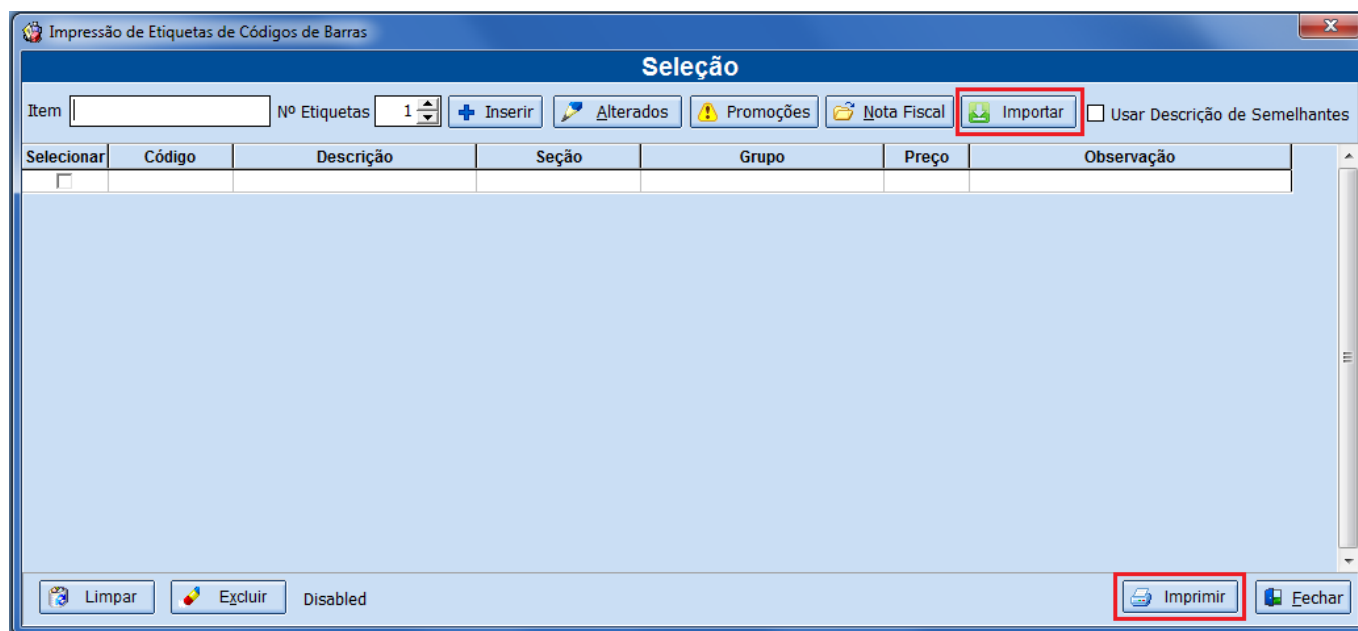 Impressão de Etiquetas de Códigos de Barras
Seleção
Item Nº Etiquetas 1 Inserir Alterados Promoções Nota Fiscal Importar Usar Descrição de Semelhantes
Selecionar Código Descrição Seção Grupo Preço Observação
Limpar Excluir Disabled Imprimir Fechar